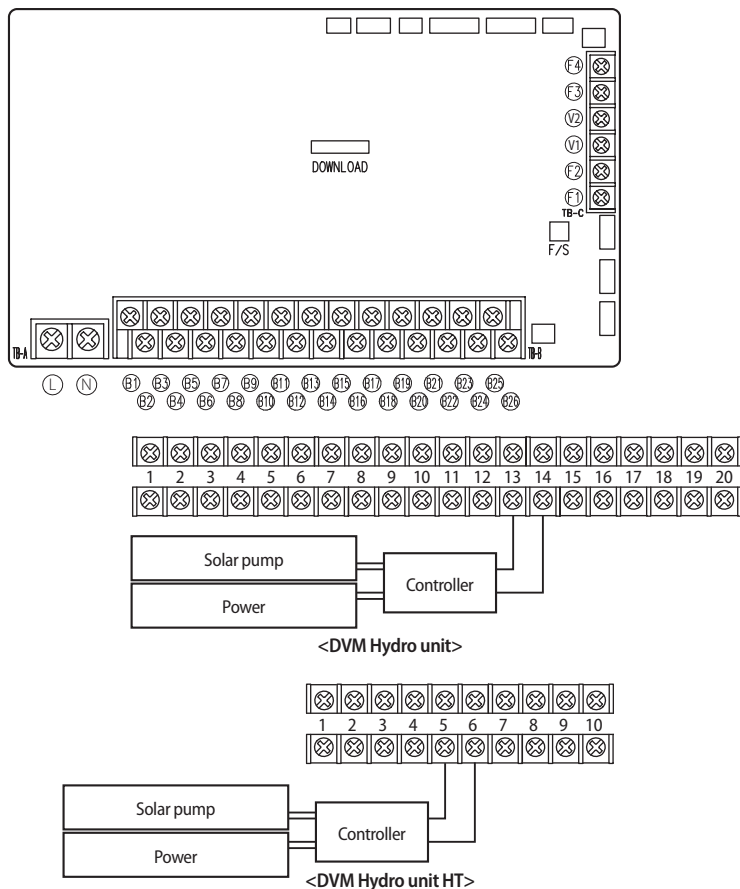 DOWNLOAD
F4
F3
V2
V1
F2
F1
TB-C
F/S
TB-A
TB-B
L N B1 B3 B5 B7 B9 B11 B13 B15 B17 B19 B21 B23 B25
B2 B4 B6 B8 B10 B12 B14 B16 B18 B20 B22 B24 B26
1 2 3 4 5 6 7 8 9 10 11 12 13 14 15 16 17 18 19 20
Solar pump
Controller
Power
<DVM Hydro unit>
1 2 3 4 5 6 7 8 9 10
Solar pump
Controller
Power
<DVM Hydro unit HT>